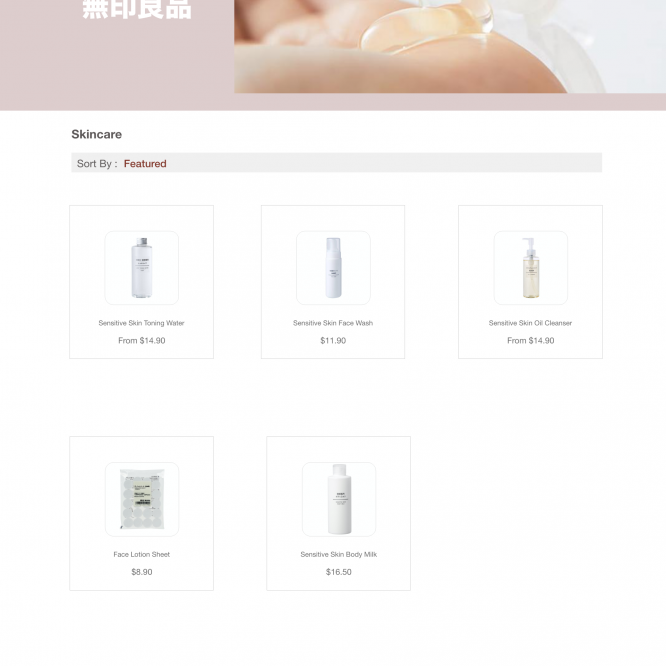 無印良品
Skincare
Sort By : Featured
Sensitive Skin Toning Water
From $14.90
Sensitive Skin Face Wash
$11.90
Sensitive Skin Oil Cleanser
From $14.90
Face Lotion Sheet
$8.90
Sensitive Skin Body Milk
$16.50